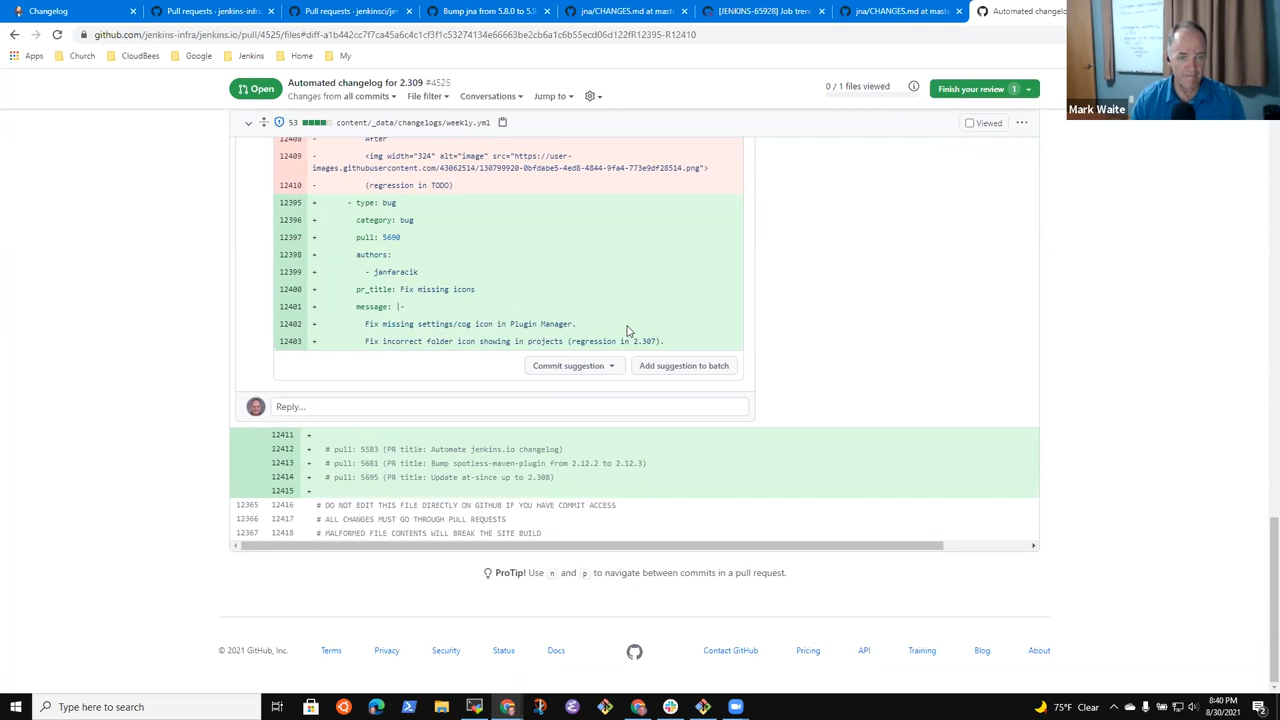 Changelog
Pull requests · jenkins-infra
Pull requests · jenkinsci/jen
Bump jna from 5.8.0 to 5.9
jna/CHANGES.md at maste
[JENKINS-65928] Job trend
jna/CHANGES.md at maste
Automated changelo
github.com/jenkins-infra/jenkins.io/pull/4525/files#diff-a1b442cc7f7ca45a6c4c1
Apps
Church
CloudBees
Google
Jenkins
Home
My
Open
Automated changelog for 2.309 #4525
Changes from all commits
File filter
Conversations
Jump to
0 / 1 files viewed
Finish your review 1
Mark Waite
53 content/_data/changelogs/weekly.yml
Viewed
12408 - After
12409 - <img width="324" alt="image" src="https://user-
images.githubusercontent.com/43062514/130799920-0bfdabe5-4ed8-4844-9fa4-773e9df28514.png">
12410 - (regression in TODO)
12395 + - type: bug
12396 + category: bug
12397 + pull: 5690
12398 + authors:
12399 + - janfaracik
12400 + pr_title: Fix missing icons
12401 + message: |-
12402 + Fix missing settings/cog icon in Plugin Manager.
12403 + Fix incorrect folder icon showing in projects (regression in 2.307).
Commit suggestion
Add suggestion to batch
Reply...
12411 +
12412 + # pull: 5583 (PR title: Automate jenkins.io changelog)
12413 + # pull: 5681 (PR title: Bump spotless-maven-plugin from 2.12.2 to 2.12.3)
12414 + # pull: 5695 (PR title: Update at-since up to 2.308)
12415 +
12365 12416 # DO NOT EDIT THIS FILE DIRECTLY ON GITHUB IF YOU HAVE COMMIT ACCESS
12366 12417 # ALL CHANGES MUST GO THROUGH PULL REQUESTS
12367 12418 # MALFORMED FILE CONTENTS WILL BREAK THE SITE BUILD
ProTip! Use n and p to navigate between commits in a pull request.
© 2021 GitHub, Inc.
Terms
Privacy
Security
Status
Docs
Contact GitHub
Pricing
API
Training
Blog
About
Type here to search
75°F Clear
8:40 PM
8/30/2021
2